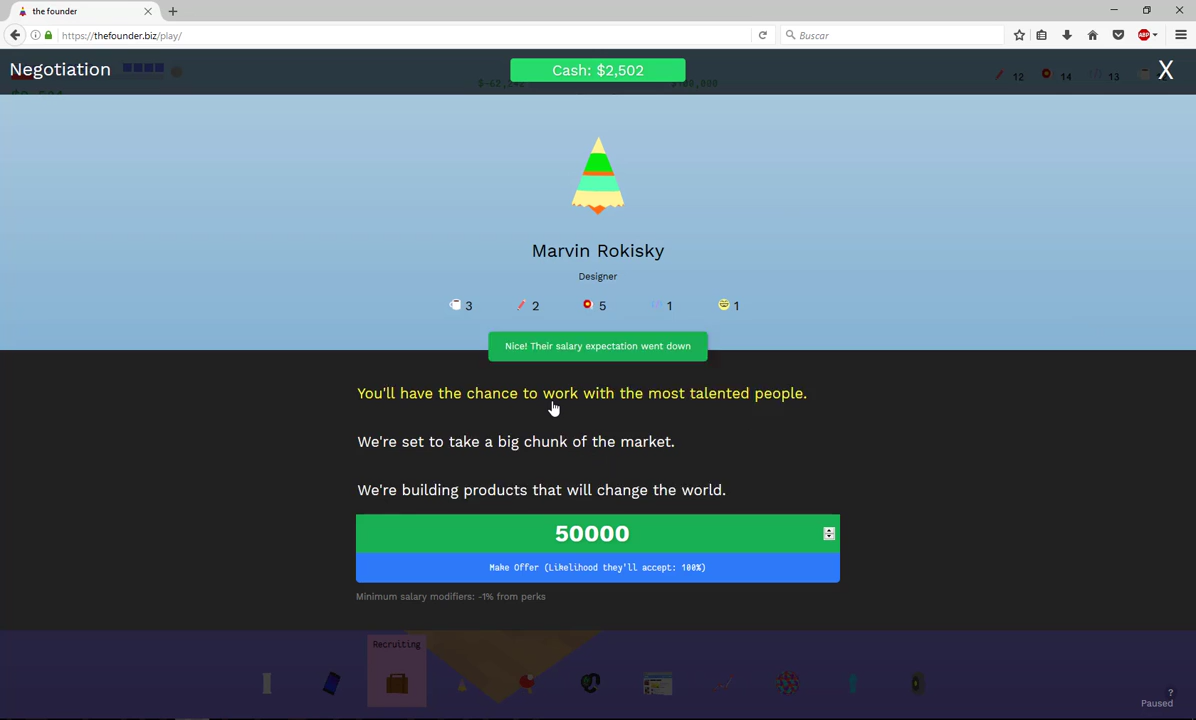 the founder
https://thefounder.biz/play/
Buscar
ABP
Negotiation
Cash: $2,502
X
12
14
13
Marvin Rokisky
Designer
3
2
5
1
1
Nice! Their salary expectation went down
You'll have the chance to work with the most talented people.
We're set to take a big chunk of the market.
We're building products that will change the world.
50000
Make Offer (Likelihood they'll accept: 100%)
Minimum salary modifiers: -1% from perks
Recruiting
?
Paused